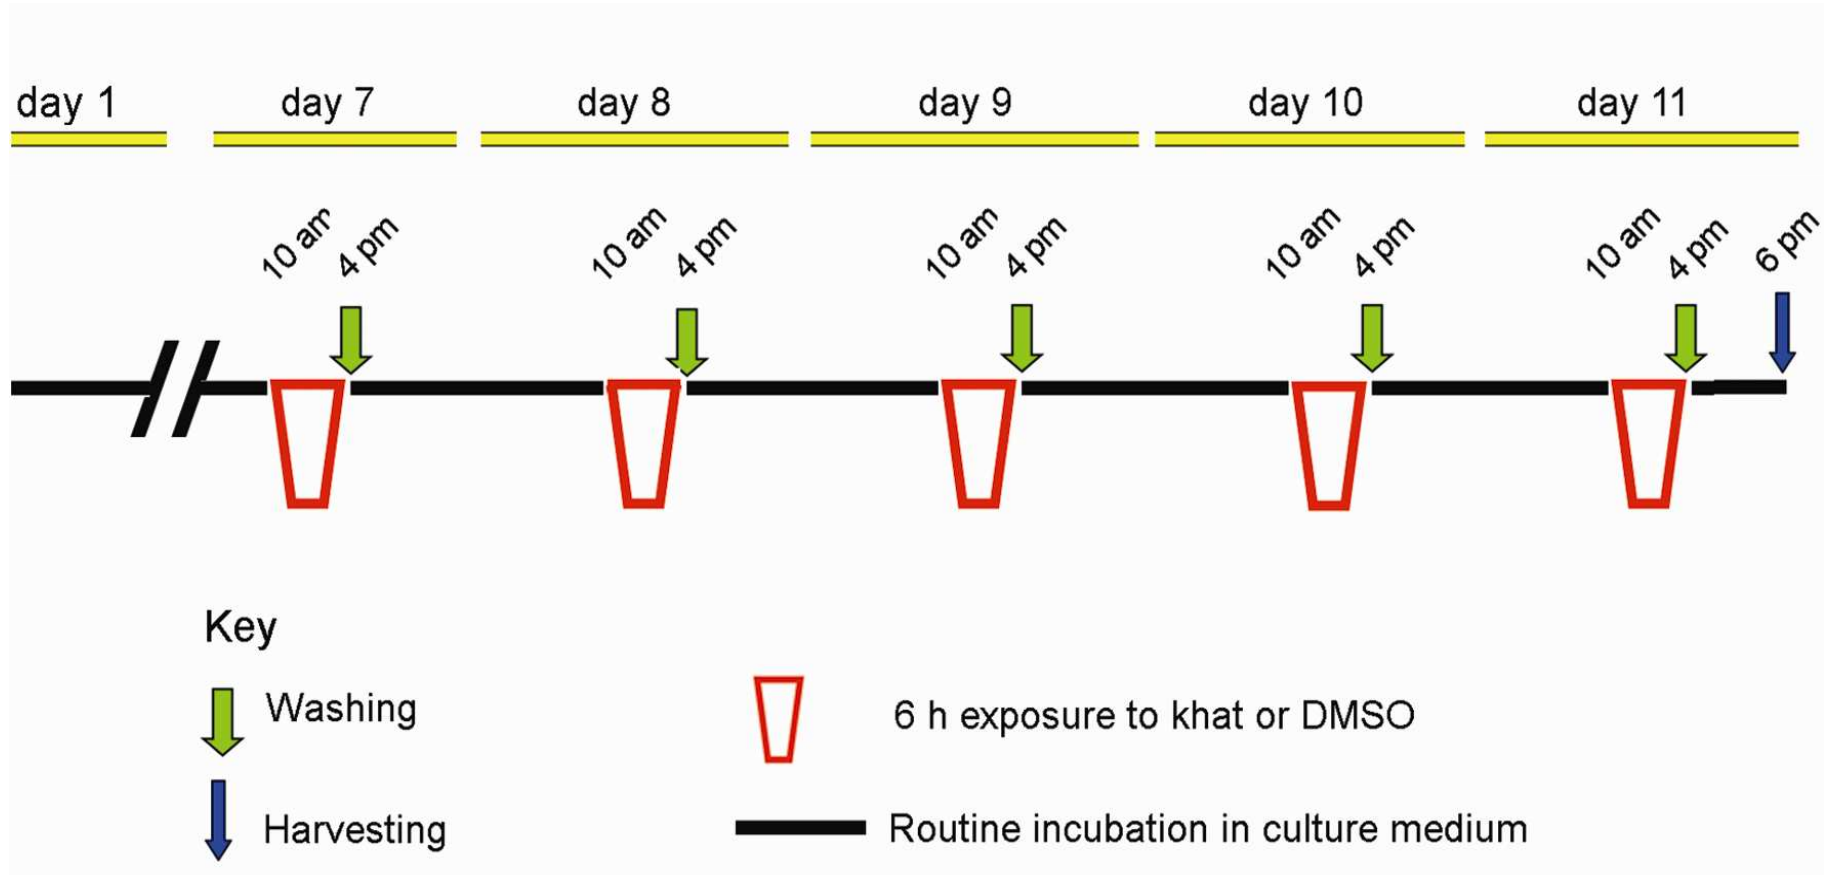 day 1 day 7 day 8 day 9 day 10 day 11
10 am 4 pm 10 am 4 pm 10 am 4 pm 10 am 4 pm 10 am 4 pm 6 pm
Key
Washing
6 h exposure to khat or DMSO
Harvesting
Routine incubation in culture medium